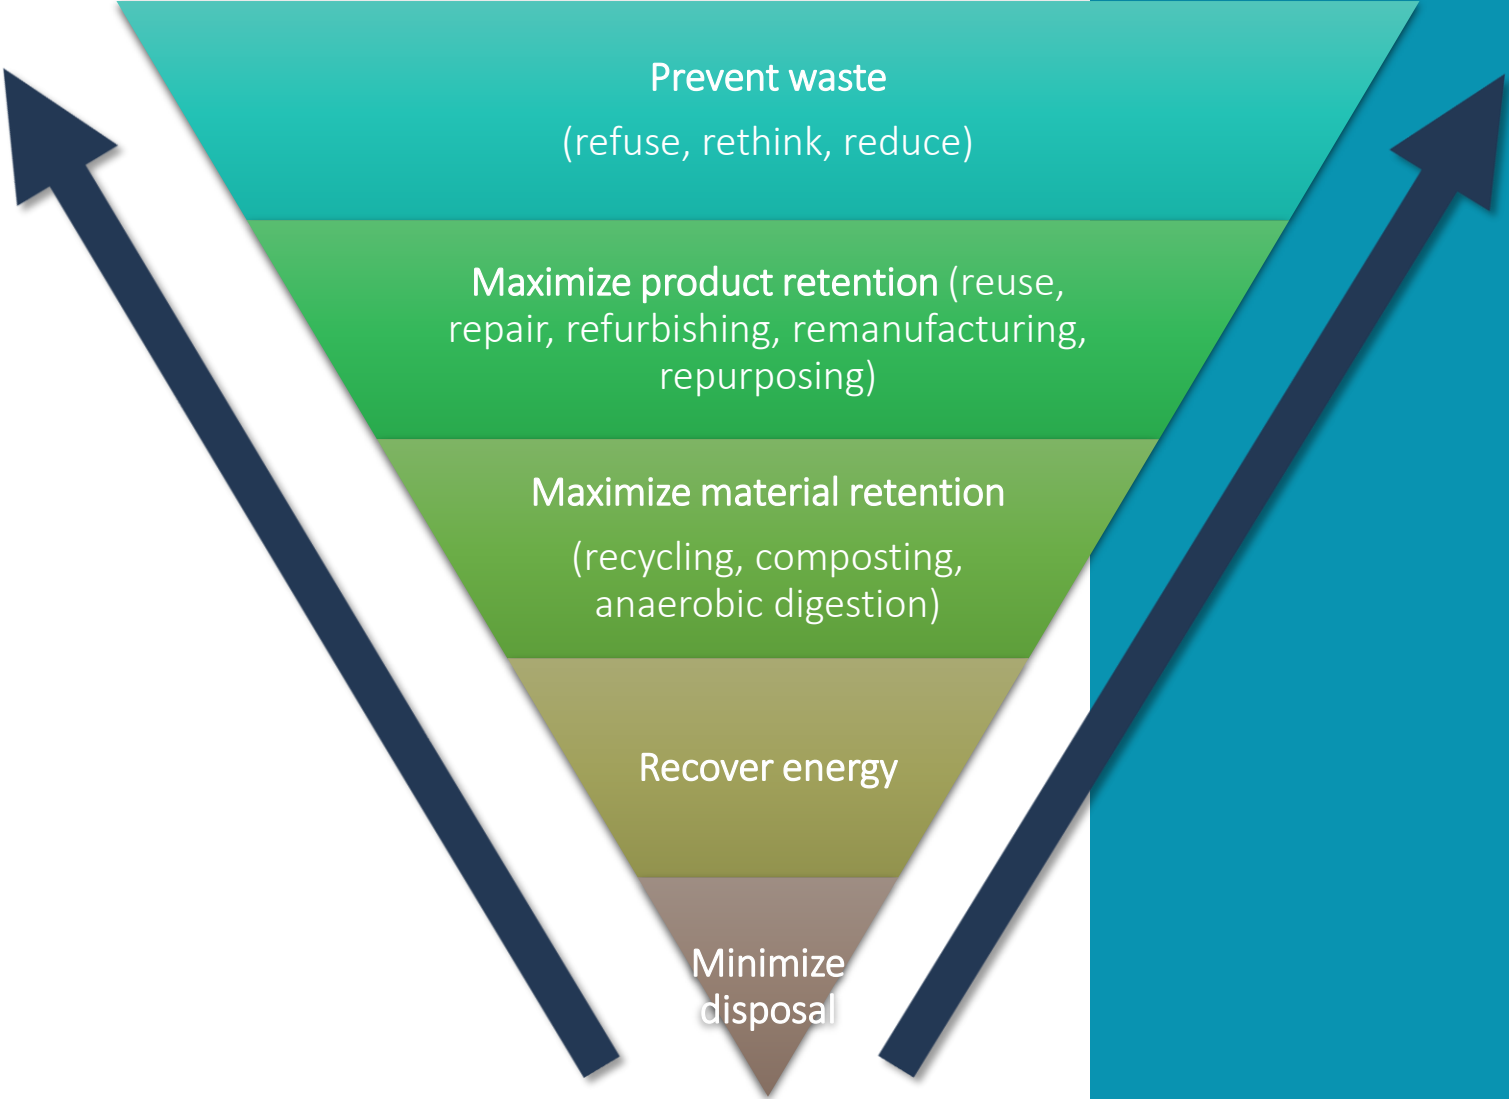 Prevent waste
(refuse, rethink, reduce)
Maximize product retention (reuse,
repair, refurbishing, remanufacturing,
repurposing)
Maximize material retention
(recycling, composting,
anaerobic digestion)
Recover energy
Minimize
disposal